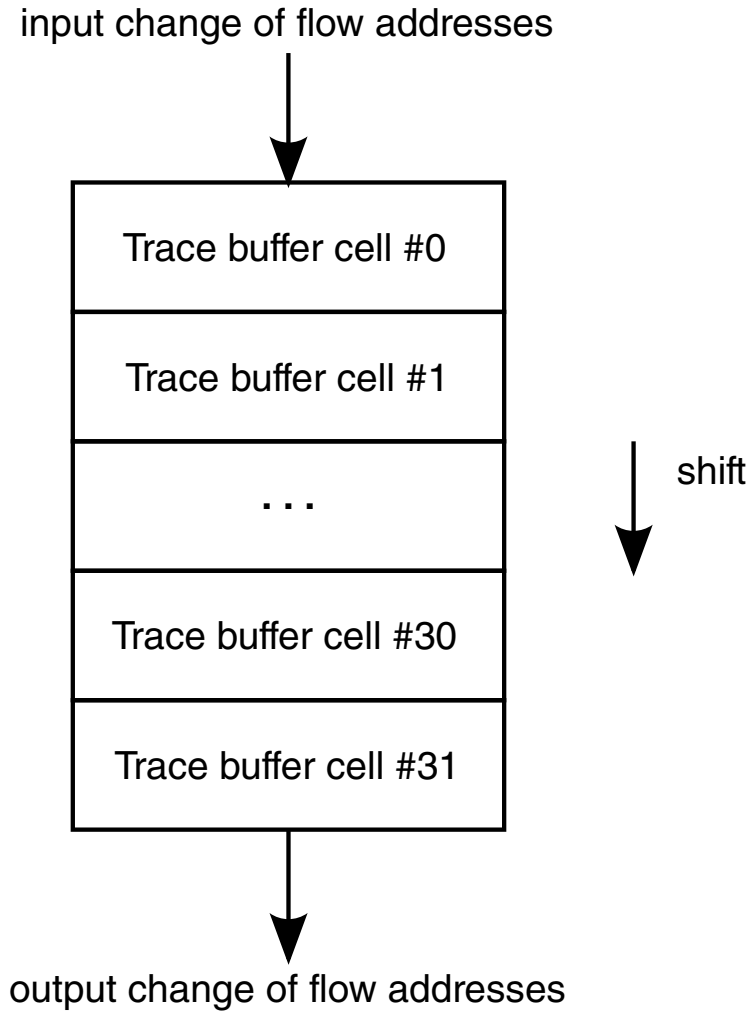 input change of flow addresses
Trace buffer cell #0
Trace buffer cell #1
...
shift
Trace buffer cell #30
Trace buffer cell #31
output change of flow addresses